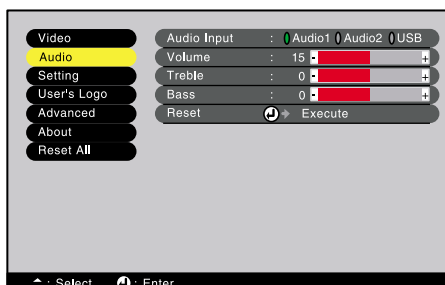 Video
Audio
Setting
User's Logo
Advanced
About
Reset All
Audio Input : Audio1 Audio2 USB
Volume : 15 - +
Treble : 0 - +
Bass : 0 - +
Reset Execute
: Select : Enter